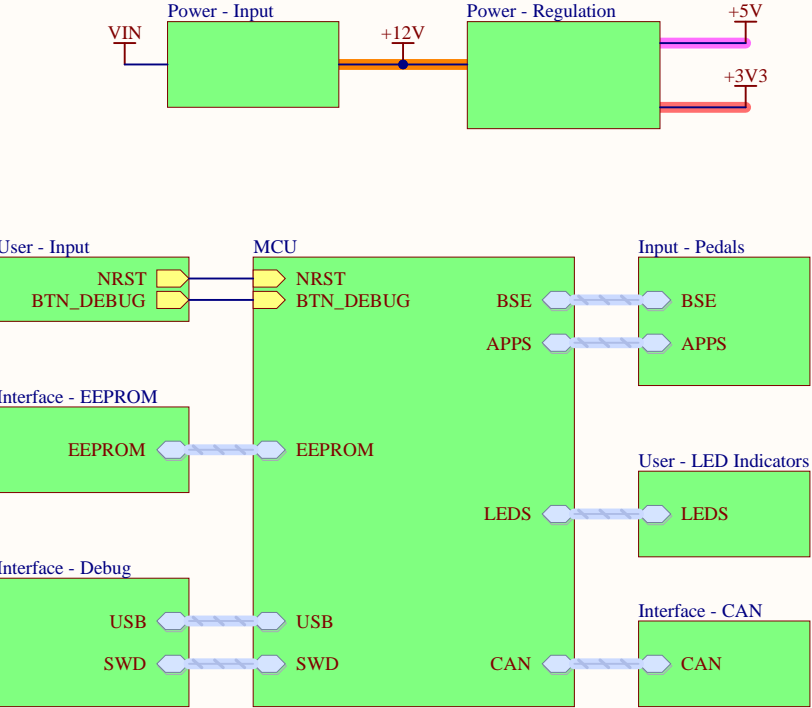 Power - Input
Power - Regulation
+5V
VIN
+12V
+3V3
User - Input
MCU
Input - Pedals
NRST
NRST
BTN_DEBUG
BTN_DEBUG
BSE
BSE
APPS
APPS
Interface - EEPROM
EEPROM
EEPROM
User - LED Indicators
LEDS
LEDS
Interface - Debug
Interface - CAN
USB
USB
SWD
SWD
CAN
CAN